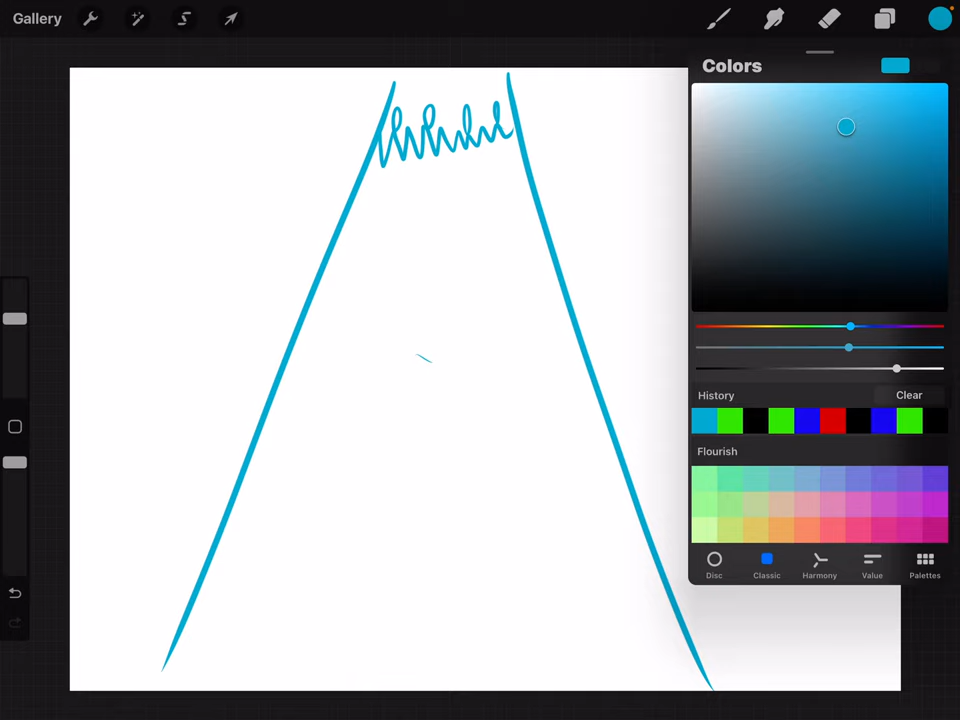 Gallery
Colors
History
Clear
Flourish
Disc
Classic
Harmony
Value
Palettes